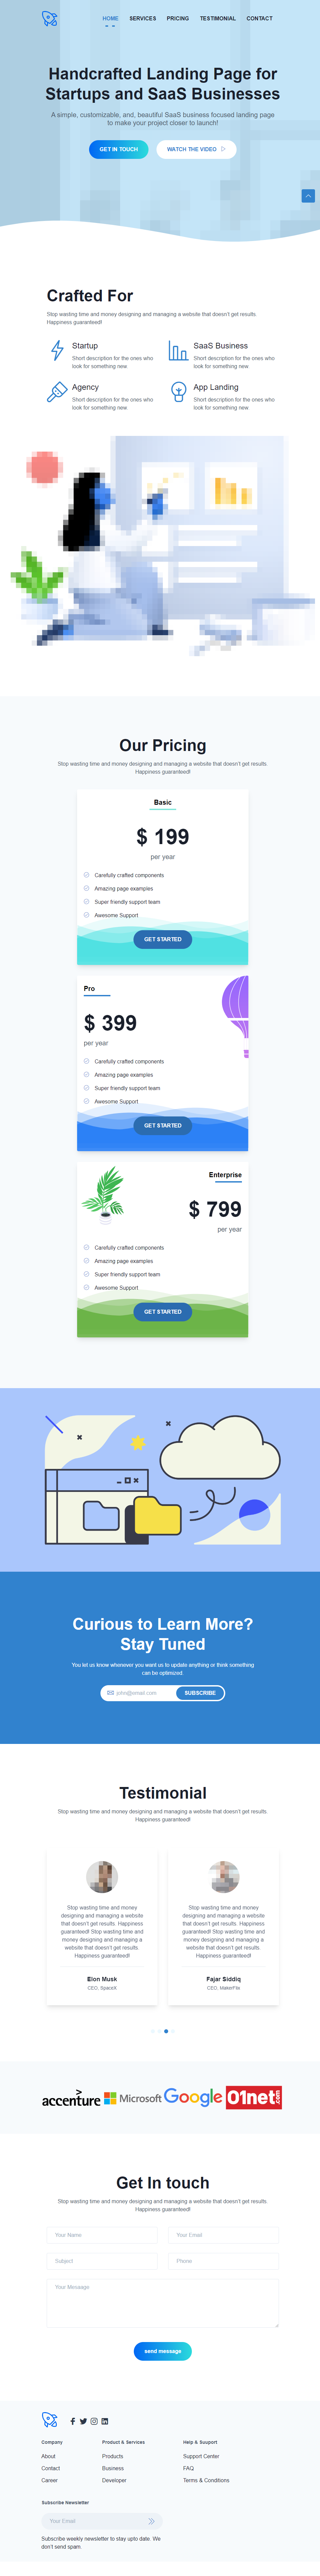 HOME SERVICES PRICING TESTIMONIAL CONTACT
Handcrafted Landing Page for
Startups and SaaS Businesses
A simple, customizable, and, beautiful SaaS business focused landing page
to make your project closer to launch!
GET IN TOUCH WATCH THE VIDEO
Crafted For
Stop wasting time and money designing and managing a website that doesn't get results.
Happiness guaranteed!
Startup
Short description for the ones who
look for something new
SaaS Business
Short description for the ones who
look for something new
Agency
Short description for the ones who
look for something new
App Landing
Short description for the ones who
look for something new
Our Pricing
Stop wasting time and money designing and managing a website that doesn't get results.
Happiness guaranteed!
Basic
$ 199
per year
Carefully crafted components
Amazing page examples
Super friendly support team
Awesome Support
GET STARTED
Pro
$ 399
per year
Carefully crafted components
Amazing page examples
Super friendly support team
Awesome Support
GET STARTED
Enterprise
$ 799
per year
Carefully crafted components
Amazing page examples
Super friendly support team
Awesome Support
GET STARTED
Curious to Learn More?
Stay Tuned
You let us know whenever you want us to update anything or think something
can be optimized.
john@email.com SUBSCRIBE
Testimonial
Stop wasting time and money designing and managing a website that doesn't get results.
Happiness guaranteed!
Stop wasting time and money
designing and managing a website
that doesn't get results. Happiness
guaranteed! Stop wasting time and
money designing and managing a
website that doesn't get results.
Happiness guaranteed!
Elon Musk
CEO, SpaceX
Stop wasting time and money
designing and managing a website
that doesn't get results. Happiness
guaranteed! Stop wasting time and
money designing and managing a
website that doesn't get results.
Happiness guaranteed!
Fajar Siddiq
CEO, MakerFlix
accenture Microsoft Google 01net.com
Get In touch
Stop wasting time and money designing and managing a website that doesn't get results.
Happiness guaranteed!
Your Name Your Email
Subject Phone
Your Message
send message
Company Product & Services Help & Suuport
About Products Support Center
Contact Business FAQ
Career Developer Terms & Conditions
Subscribe Newsletter
Your Email
Subscribe weekly newsletter to stay upto date. We
don't send spam.